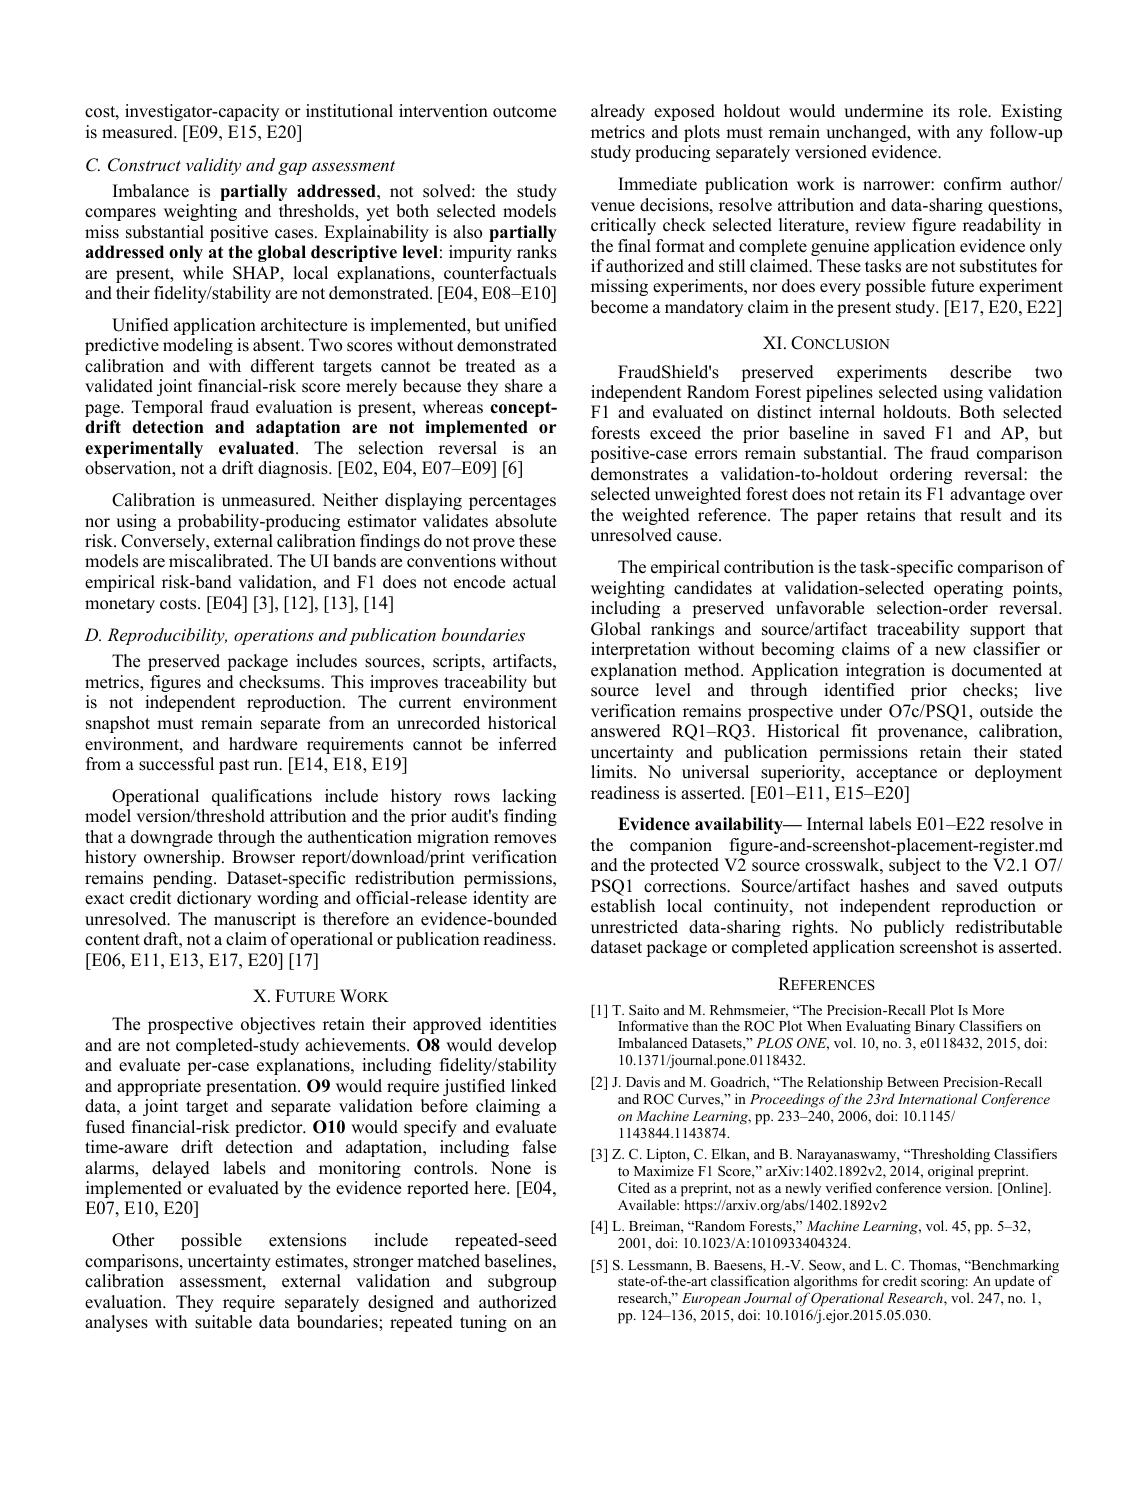 cost, investigator-capacity or institutional intervention outcome
is measured. [E09, E15, E20]
C. Construct validity and gap assessment
Imbalance is partially addressed, not solved: the study
compares weighting and thresholds, yet both selected models
miss substantial positive cases. Explainability is also partially
addressed only at the global descriptive level: impurity ranks
are present, while SHAP, local explanations, counterfactuals
and their fidelity/stability are not demonstrated. [E04, E08–E10]
Unified application architecture is implemented, but unified
predictive modeling is absent. Two scores without demonstrated
calibration and with different targets cannot be treated as a
validated joint financial-risk score merely because they share a
page. Temporal fraud evaluation is present, whereas concept-
drift detection and adaptation are not implemented or
experimentally evaluated. The selection reversal is an
observation, not a drift diagnosis. [E02, E04, E07–E09] [6]
Calibration is unmeasured. Neither displaying percentages
nor using a probability-producing estimator validates absolute
risk. Conversely, external calibration findings do not prove these
models are miscalibrated. The UI bands are conventions without
empirical risk-band validation, and F1 does not encode actual
monetary costs. [E04] [3], [12], [13], [14]
D. Reproducibility, operations and publication boundaries
The preserved package includes sources, scripts, artifacts,
metrics, figures and checksums. This improves traceability but
is not independent reproduction. The current environment
snapshot must remain separate from an unrecorded historical
environment, and hardware requirements cannot be inferred
from a successful past run. [E14, E18, E19]
Operational qualifications include history rows lacking
model version/threshold attribution and the prior audit's finding
that a downgrade through the authentication migration removes
history ownership. Browser report/download/print verification
remains pending. Dataset-specific redistribution permissions,
exact credit dictionary wording and official-release identity are
unresolved. The manuscript is therefore an evidence-bounded
content draft, not a claim of operational or publication readiness.
[E06, E11, E13, E17, E20] [17]
X. FUTURE WORK
The prospective objectives retain their approved identities
and are not completed-study achievements. O8 would develop
and evaluate per-case explanations, including fidelity/stability
and appropriate presentation. O9 would require justified linked
data, a joint target and separate validation before claiming a
fused financial-risk predictor. O10 would specify and evaluate
time-aware drift detection and adaptation, including false
alarms, delayed labels and monitoring controls. None is
implemented or evaluated by the evidence reported here. [E04,
E07, E10, E20]
Other possible extensions include repeated-seed
comparisons, uncertainty estimates, stronger matched baselines,
calibration assessment, external validation and subgroup
evaluation. They require separately designed and authorized
analyses with suitable data boundaries; repeated tuning on an
already exposed holdout would undermine its role. Existing
metrics and plots must remain unchanged, with any follow-up
study producing separately versioned evidence.
Immediate publication work is narrower: confirm author/
venue decisions, resolve attribution and data-sharing questions,
critically check selected literature, review figure readability in
the final format and complete genuine application evidence only
if authorized and still claimed. These tasks are not substitutes for
missing experiments, nor does every possible future experiment
become a mandatory claim in the present study. [E17, E20, E22]
XI. CONCLUSION
FraudShield's preserved experiments describe two
independent Random Forest pipelines selected using validation
F1 and evaluated on distinct internal holdouts. Both selected
forests exceed the prior baseline in saved F1 and AP, but
positive-case errors remain substantial. The fraud comparison
demonstrates a validation-to-holdout ordering reversal: the
selected unweighted forest does not retain its F1 advantage over
the weighted reference. The paper retains that result and its
unresolved cause.
The empirical contribution is the task-specific comparison of
weighting candidates at validation-selected operating points,
including a preserved unfavorable selection-order reversal.
Global rankings and source/artifact traceability support that
interpretation without becoming claims of a new classifier or
explanation method. Application integration is documented at
source level and through identified prior checks; live
verification remains prospective under O7c/PSQ1, outside the
answered RQ1–RQ3. Historical fit provenance, calibration,
uncertainty and publication permissions retain their stated
limits. No universal superiority, acceptance or deployment
readiness is asserted. [E01–E11, E15–E20]
Evidence availability— Internal labels E01–E22 resolve in
the companion figure-and-screenshot-placement-register.md
and the protected V2 source crosswalk, subject to the V2.1 O7/
PSQ1 corrections. Source/artifact hashes and saved outputs
establish local continuity, not independent reproduction or
unrestricted data-sharing rights. No publicly redistributable
dataset package or completed application screenshot is asserted.
REFERENCES
[1] T. Saito and M. Rehmsmeier, “The Precision-Recall Plot Is More
Informative than the ROC Plot When Evaluating Binary Classifiers on
Imbalanced Datasets,” PLOS ONE, vol. 10, no. 3, e0118432, 2015, doi:
10.1371/journal.pone.0118432.
[2] J. Davis and M. Goadrich, “The Relationship Between Precision-Recall
and ROC Curves,” in Proceedings of the 23rd International Conference
on Machine Learning, pp. 233–240, 2006, doi: 10.1145/
1143844.1143874.
[3] Z. C. Lipton, C. Elkan, and B. Narayanaswamy, “Thresholding Classifiers
to Maximize F1 Score,” arXiv:1402.1892v2, 2014, original preprint.
Cited as a preprint, not as a newly verified conference version. [Online].
Available: https://arxiv.org/abs/1402.1892v2
[4] L. Breiman, “Random Forests,” Machine Learning, vol. 45, pp. 5–32,
2001, doi: 10.1023/A:1010933404324.
[5] S. Lessmann, B. Baesens, H.-V. Seow, and L. C. Thomas, “Benchmarking
state-of-the-art classification algorithms for credit scoring: An update of
research,” European Journal of Operational Research, vol. 247, no. 1,
pp. 124–136, 2015, doi: 10.1016/j.ejor.2015.05.030.